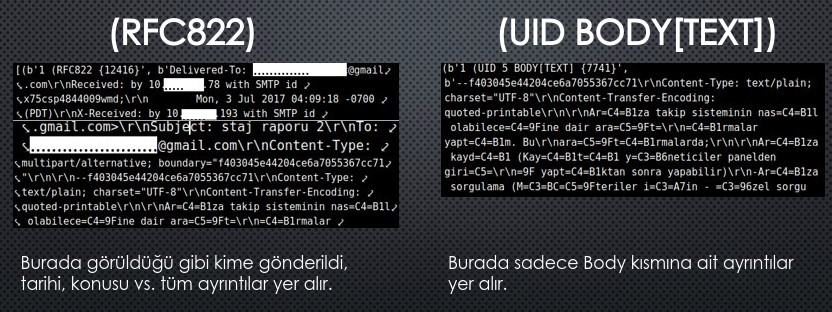 (RFC822)
[(b'1 (RFC822 {12416}', b'Delivered-To: @gmail
.com\r\nReceived: by 10. .78 with SMTP id
x75csp4844009wmd;\r\n Mon, 3 Jul 2017 04:09:18 -0700
(PDT)\r\nX-Received: by 10. .193 with SMTP id
.gmail.com>\r\nSubject: staj raporu 2\r\nTo:
@gmail.com\r\nContent-Type:
multipart/alternative; boundary="f403045e44204ce6a7055367cc71
"\r\n\r\n--f403045e44204ce6a7055367cc71\r\nContent-Type:
text/plain; charset="UTF-8"\r\nContent-Transfer-Encoding:
quoted-printable\r\n\r\nAr=C4=B1za takip sisteminin nas=C4=B1l
olabilece=C4=9Fine dair ara=C5=9Ft=\r\n=C4=B1rmalar
Burada görüldüğü gibi kime gönderildi,
tarihi, konusu vs. tüm ayrıntılar yer alır.
(UID BODY[TEXT])
(b'1 (UID 5 BODY[TEXT] {7741}',
b'--f403045e44204ce6a7055367cc71\r\nContent-Type: text/plain;
charset="UTF-8"\r\nContent-Transfer-Encoding:
quoted-printable\r\n\r\nAr=C4=B1za takip sisteminin nas=C4=B1l
olabilece=C4=9Fine dair ara=C5=9Ft=\r\n=C4=B1rmalar
yapt=C4=B1m. Bu\r\nara=C5=9Ft=C4=B1rmalarda;\r\n\r\n-Ar=C4=B1za
kayd=C4=B1 (Kay=C4=B1t=C4=B1 y=C3=B6neticiler panelden
giri=C5=\r\n=9F yapt=C4=B1ktan sonra yapabilir)\r\n-Ar=C4=B1za
sorgulama (M=C3=BC=C5=9Fteriler i=C3=A7in - =C3=96zel sorgu
Burada sadece Body kısmına ait ayrıntılar
yer alır.